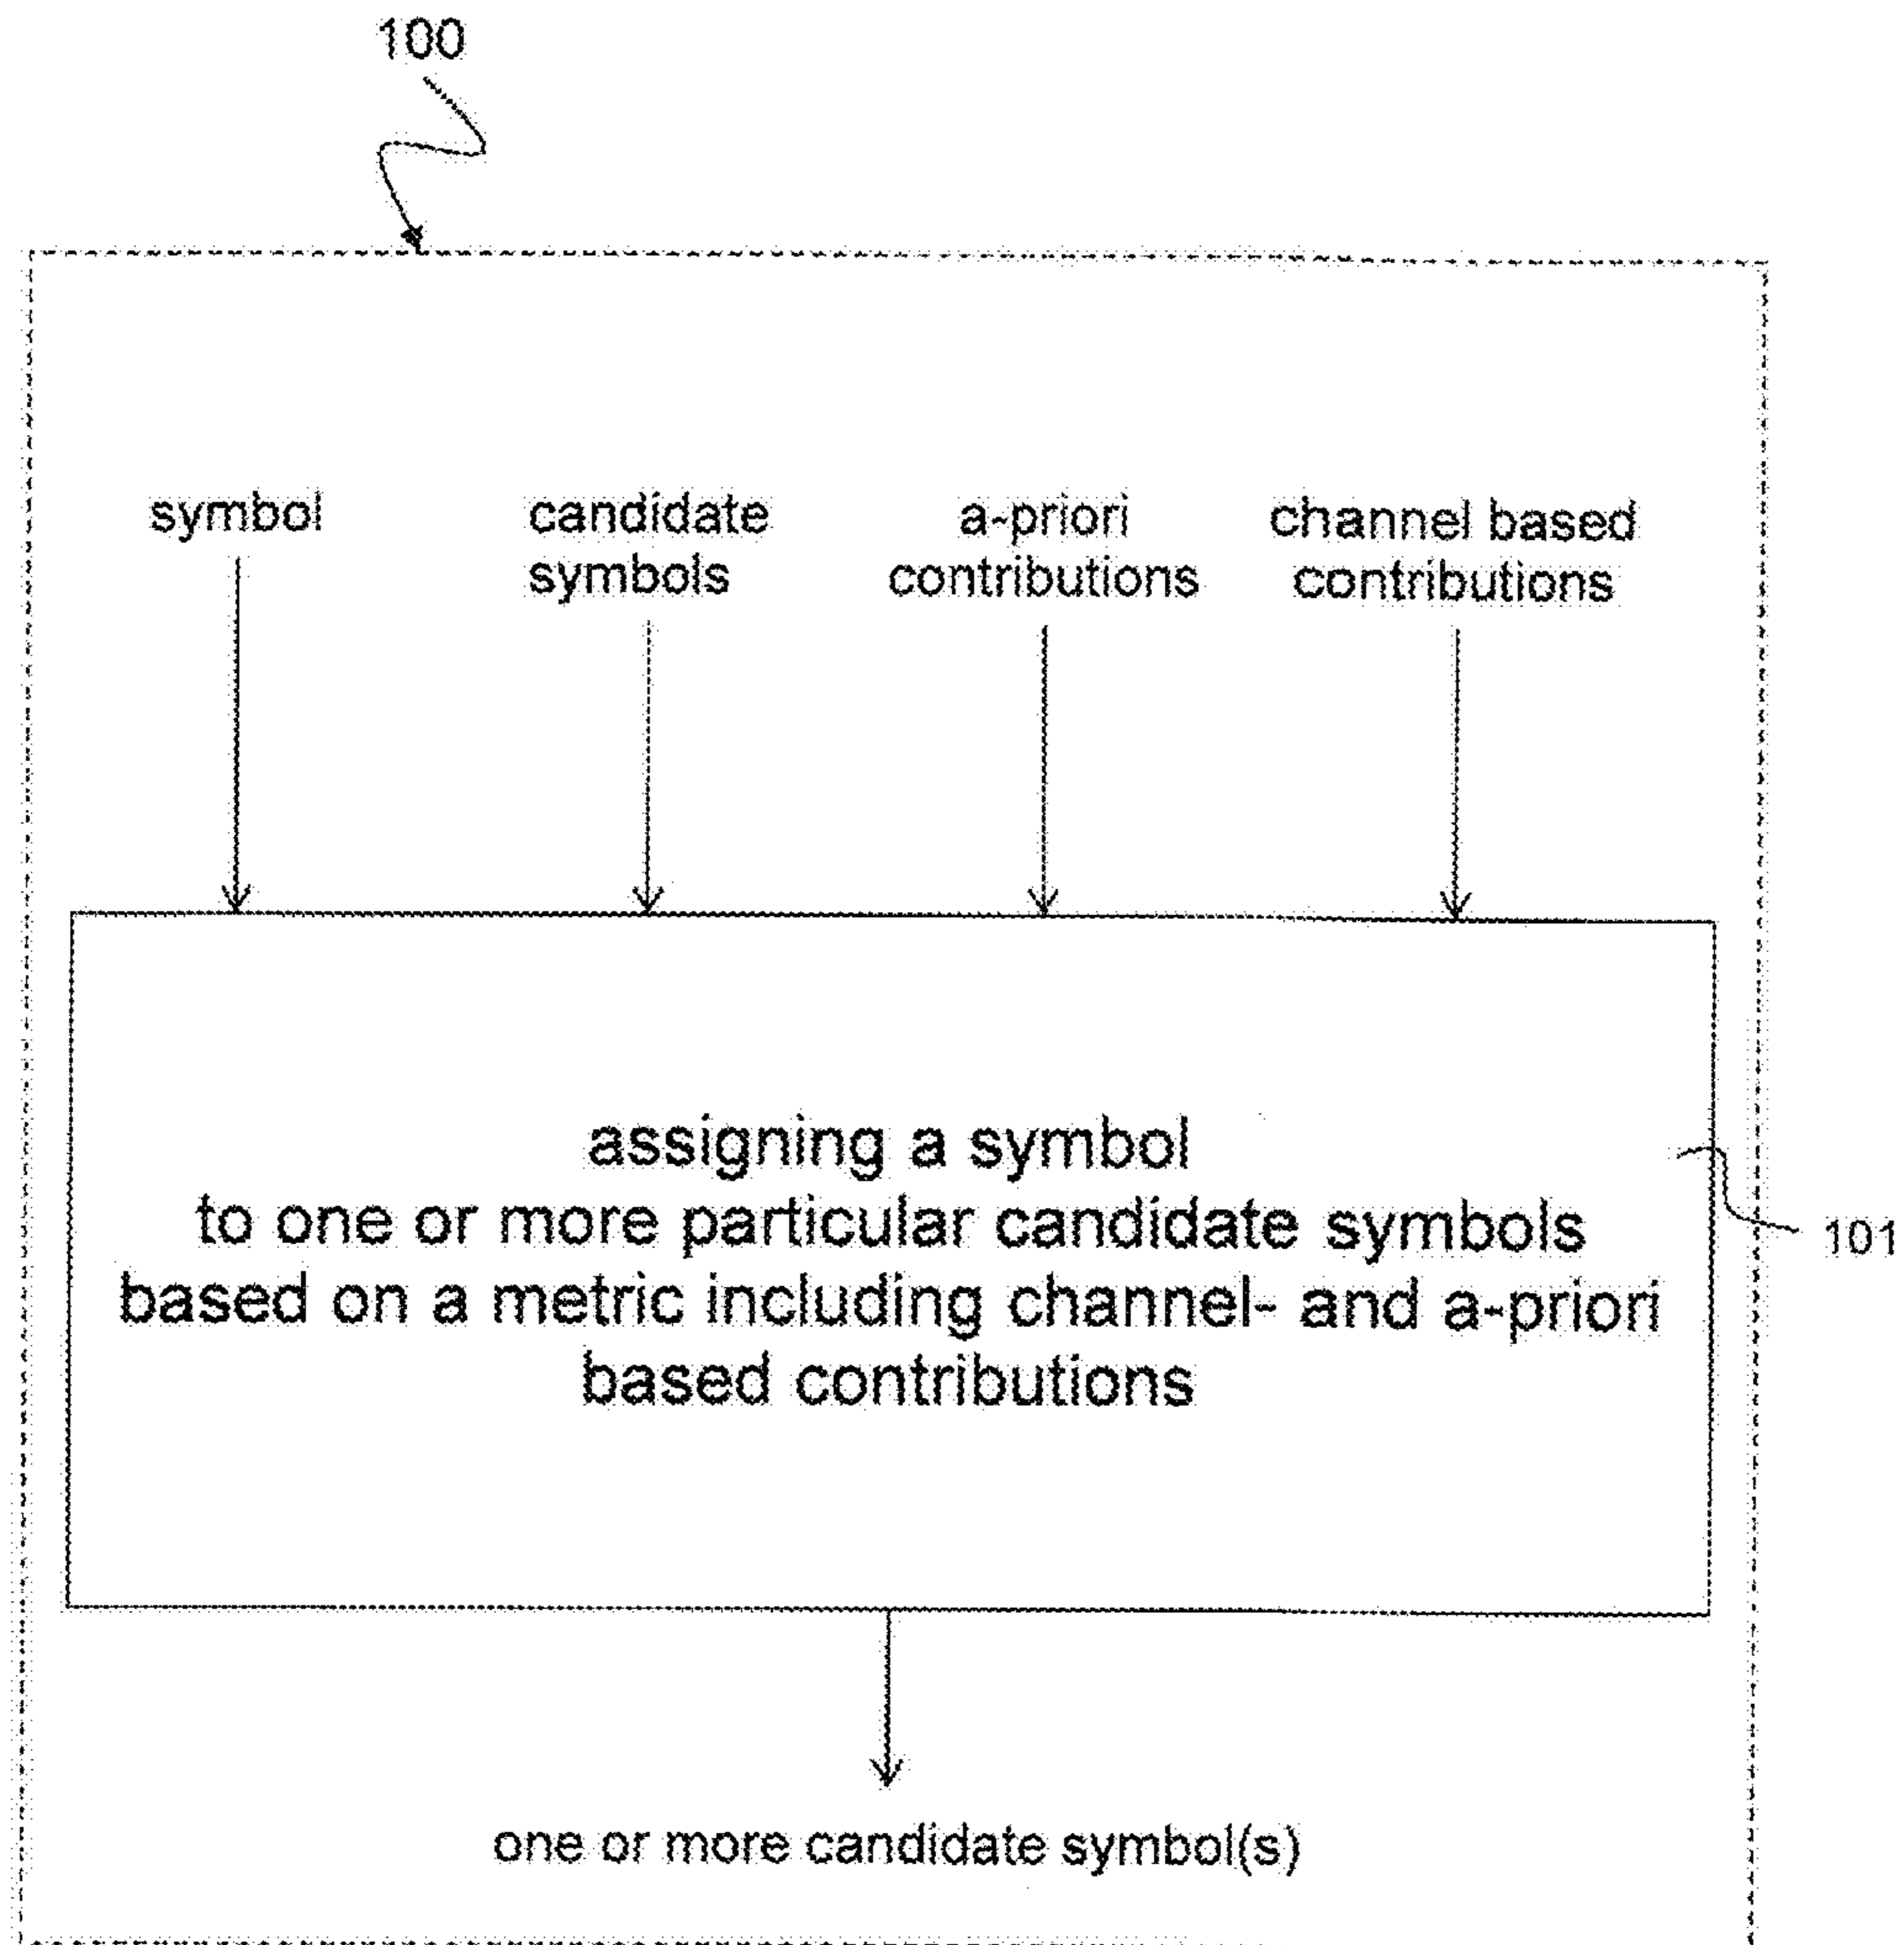 100
symbol
candidate
symbols
a-priori
contributions
channel based
contributions
assigning a symbol
to one or more particular candidate symbols
based on a metric including channel- and a-priori
based contributions
101
one or more candidate symbol(s)